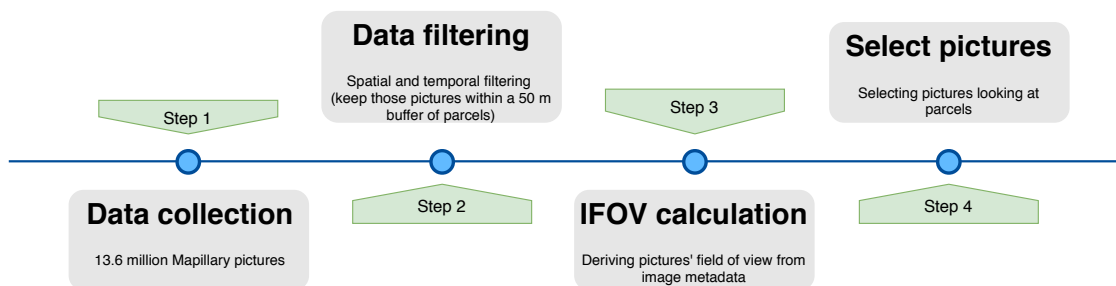 Step 1
Data collection
13.6 million Mapillary pictures
Data filtering
Spatial and temporal filtering
(keep those pictures within a 50 m
buffer of parcels)
Step 2
Step 3
IFOV calculation
Deriving pictures' field of view from
image metadata
Select pictures
Selecting pictures looking at
parcels
Step 4